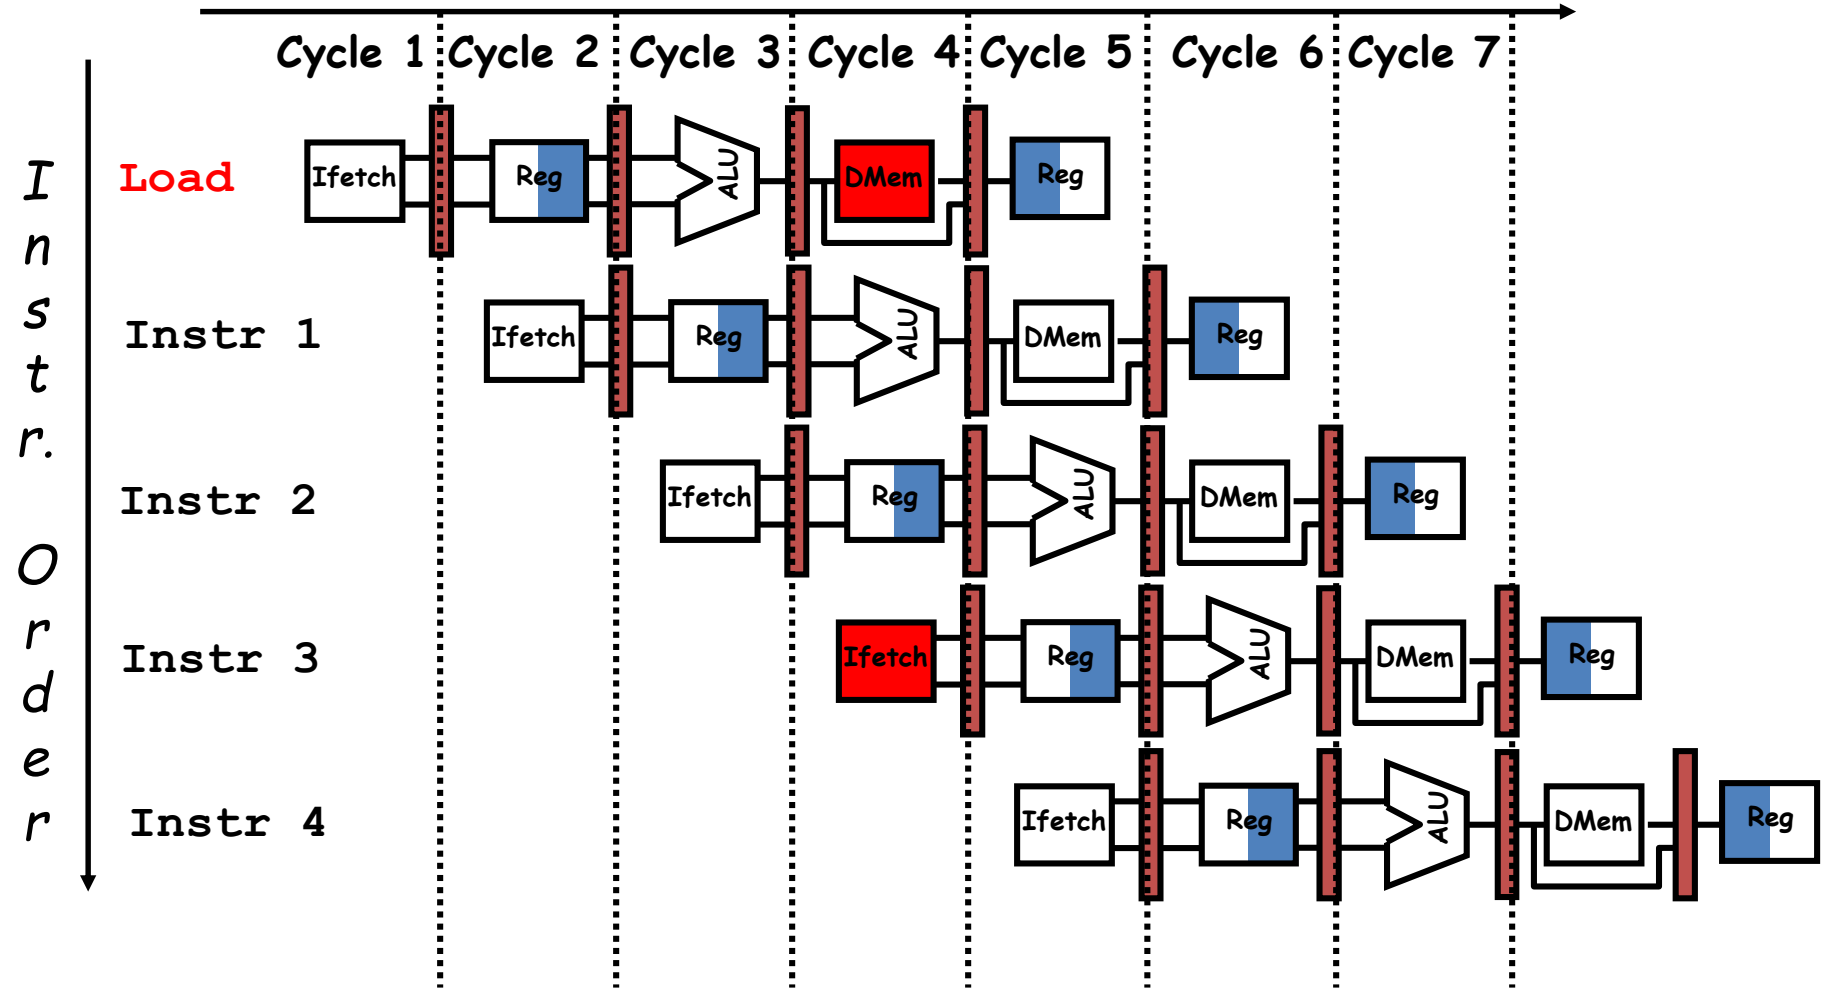 Cycle 1 Cycle 2 Cycle 3 Cycle 4 Cycle 5 Cycle 6 Cycle 7
Instr. Order
Load Ifetch Reg ALU DMem Reg
Instr 1 Ifetch Reg ALU DMem Reg
Instr 2 Ifetch Reg ALU DMem Reg
Instr 3 Ifetch Reg ALU DMem Reg
Instr 4 Ifetch Reg ALU DMem Reg